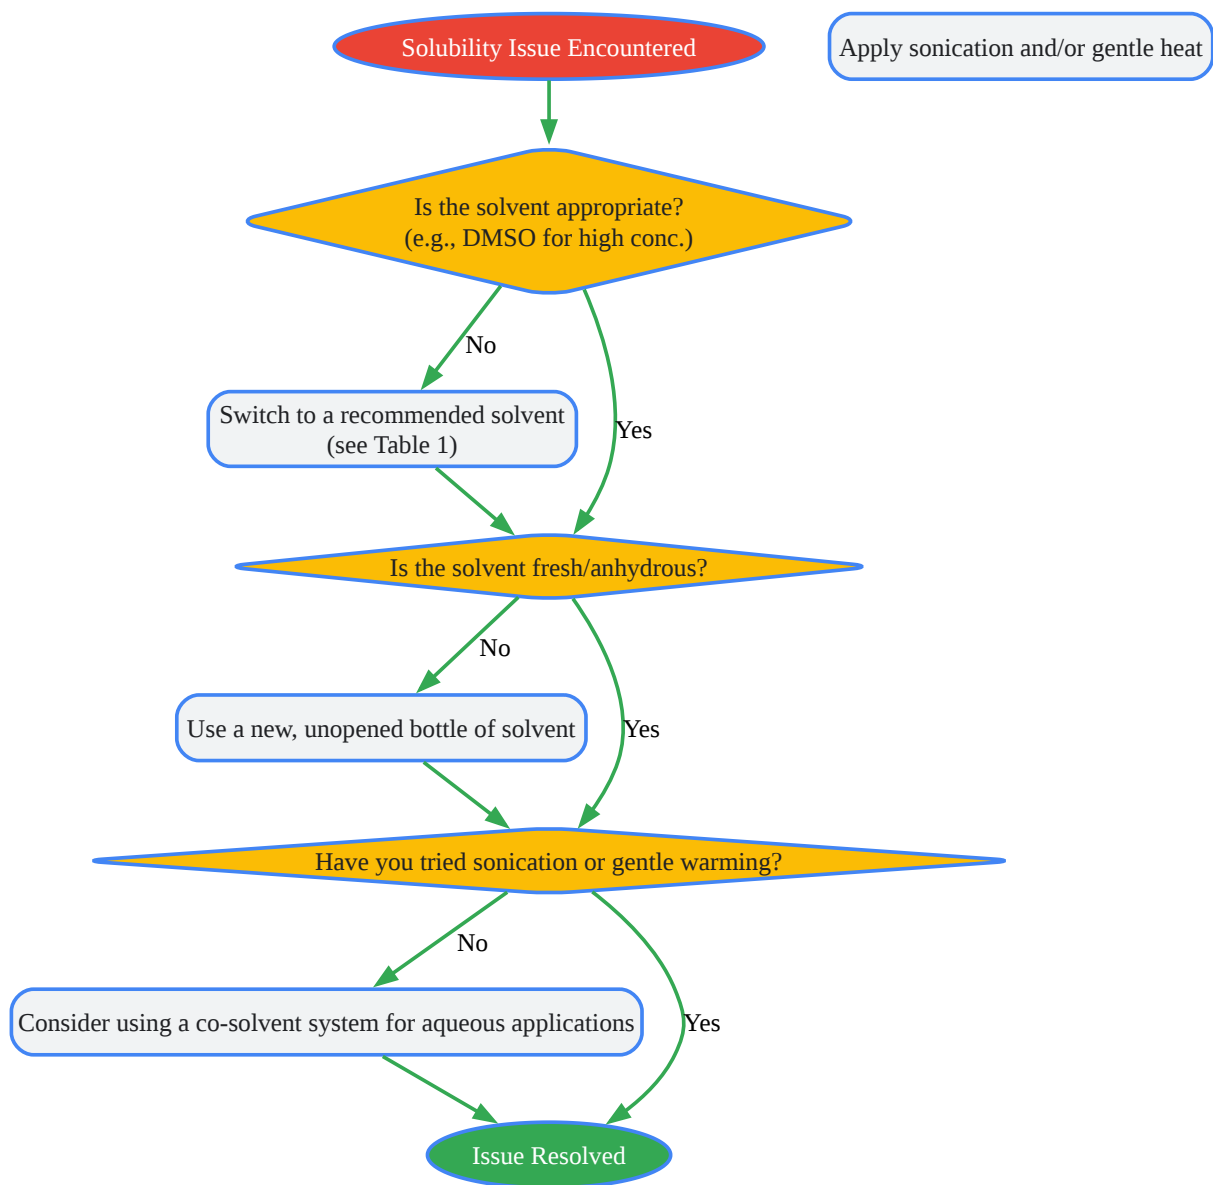 Solubility Issue Encountered
Apply sonication and/or gentle heat
Is the solvent appropriate?
(e.g., DMSO for high conc.)
No
Switch to a recommended solvent
(see Table 1)
Yes
Is the solvent fresh/anhydrous?
No
Use a new, unopened bottle of solvent
Yes
Have you tried sonication or gentle warming?
No
Consider using a co-solvent system for aqueous applications
Yes
Issue Resolved